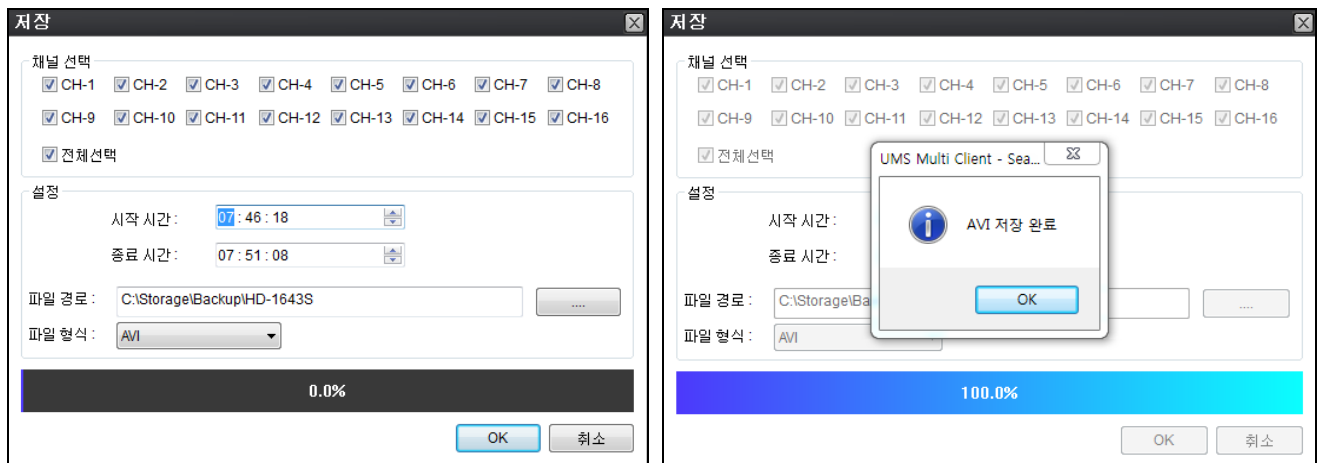 저장
채널 선택
CH-1 CH-2 CH-3 CH-4 CH-5 CH-6 CH-7 CH-8
CH-9 CH-10 CH-11 CH-12 CH-13 CH-14 CH-15 CH-16
전체선택
설정
시작 시간 : 07 : 46 : 18
종료 시간 : 07 : 51 : 08
파일 경로 : C:\Storage\Backup\HD-1643S ....
파일 형식 : AVI
0.0%
OK 취소
저장
채널 선택
CH-1 CH-2 CH-3 CH-4 CH-5 CH-6 CH-7 CH-8
CH-9 CH-10 CH-11 CH-12 CH-13 CH-14 CH-15 CH-16
전체선택
UMS Multi Client - Sea...
설정
시작 시간 :
AVI 저장 완료
종료 시간 :
OK
파일 경로 : C:\Storage\Ba ....
파일 형식 : AVI
100.0%
OK 취소